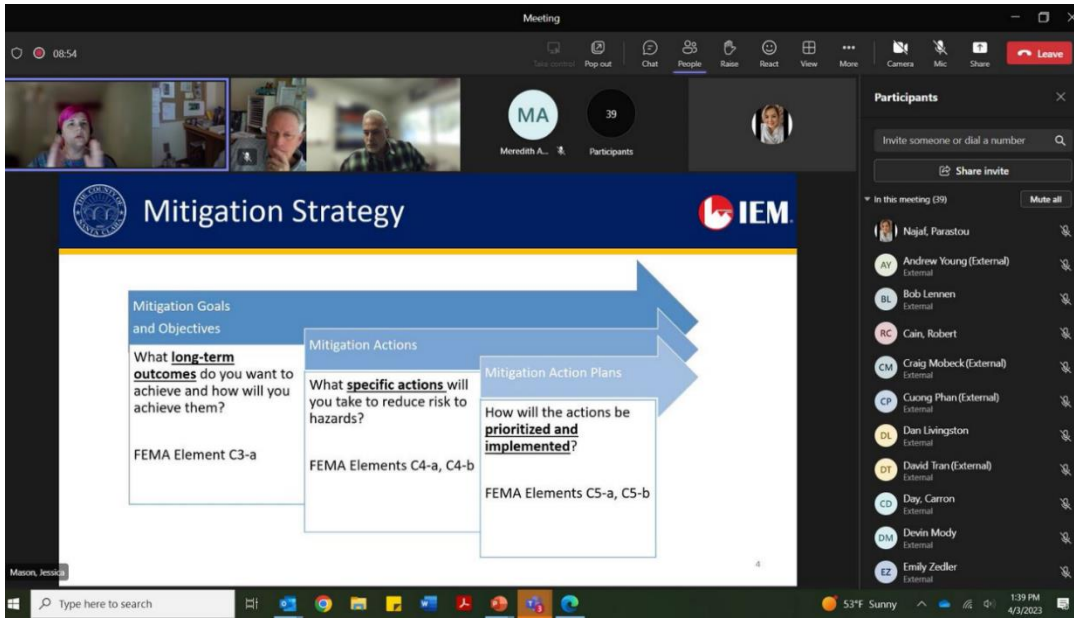 Meeting
08:54
Take control
Pop out
Chat
People
Raise
React
View
More
Camera
Mic
Share
Leave
MA
Meredith A...
39
Participants
THE COUNTY OF
SANTA CLARA
Mitigation Strategy
IEM
Mitigation Goals
and Objectives
What long-term
outcomes do you want to
achieve and how will you
achieve them?
FEMA Element C3-a
Mitigation Actions
What specific actions will
you take to reduce risk to
hazards?
FEMA Elements C4-a, C4-b
Mitigation Action Plans
How will the actions be
prioritized and
implemented?
FEMA Elements C5-a, C5-b
4
Mason, Jessica
Participants
Invite someone or dial a number
Share invite
In this meeting (39)
Mute all
Najaf, Parastou
AY
Andrew Young (External)
External
BL
Bob Lennen
External
RC
Cain, Robert
CM
Craig Mobeck (External)
External
CP
Cuong Phan (External)
External
DL
Dan Livingston
External
DT
David Tran (External)
External
CD
Day, Carron
External
DM
Devin Mody
External
EZ
Emily Zedler
External
Type here to search
53°F Sunny
1:39 PM
4/3/2023